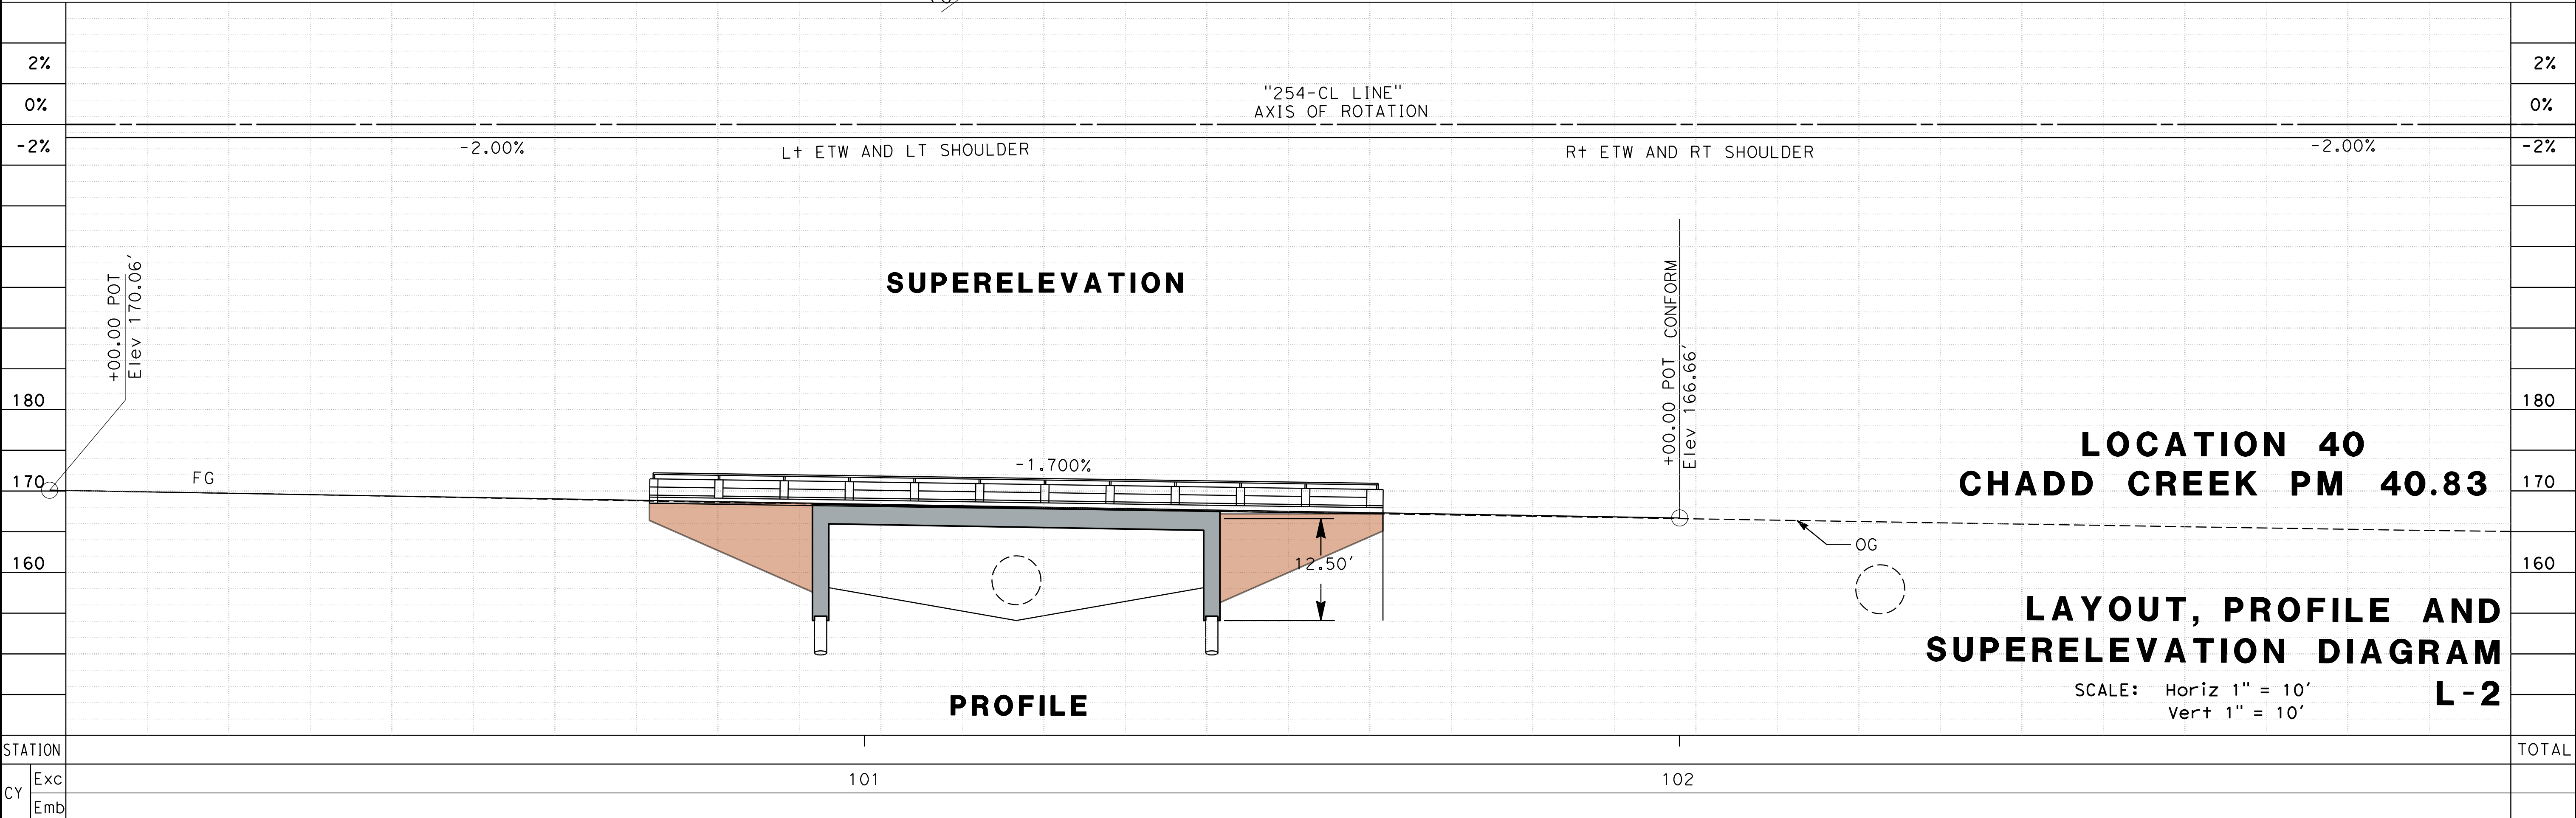 2%
2%
"254-CL LINE"
0%
AXIS OF ROTATION
0%
-2%
-2.00%
Lt ETW AND LT SHOULDER
Rt ETW AND RT SHOULDER
-2.00%
-2%
+00.00 POT
Elev 170.06'
SUPERELEVATION
+00.00 POT CONFORM
Elev 166.66'
180
180
LOCATION 40
-1.700%
170
FG
CHADD CREEK PM 40.83
170
OG
160
12.50'
160
LAYOUT, PROFILE AND
SUPERELEVATION DIAGRAM
SCALE: Horiz 1" = 10'
Vert 1" = 10'
L-2
PROFILE
STATION
TOTAL
CY
Exc
101
102
Emb